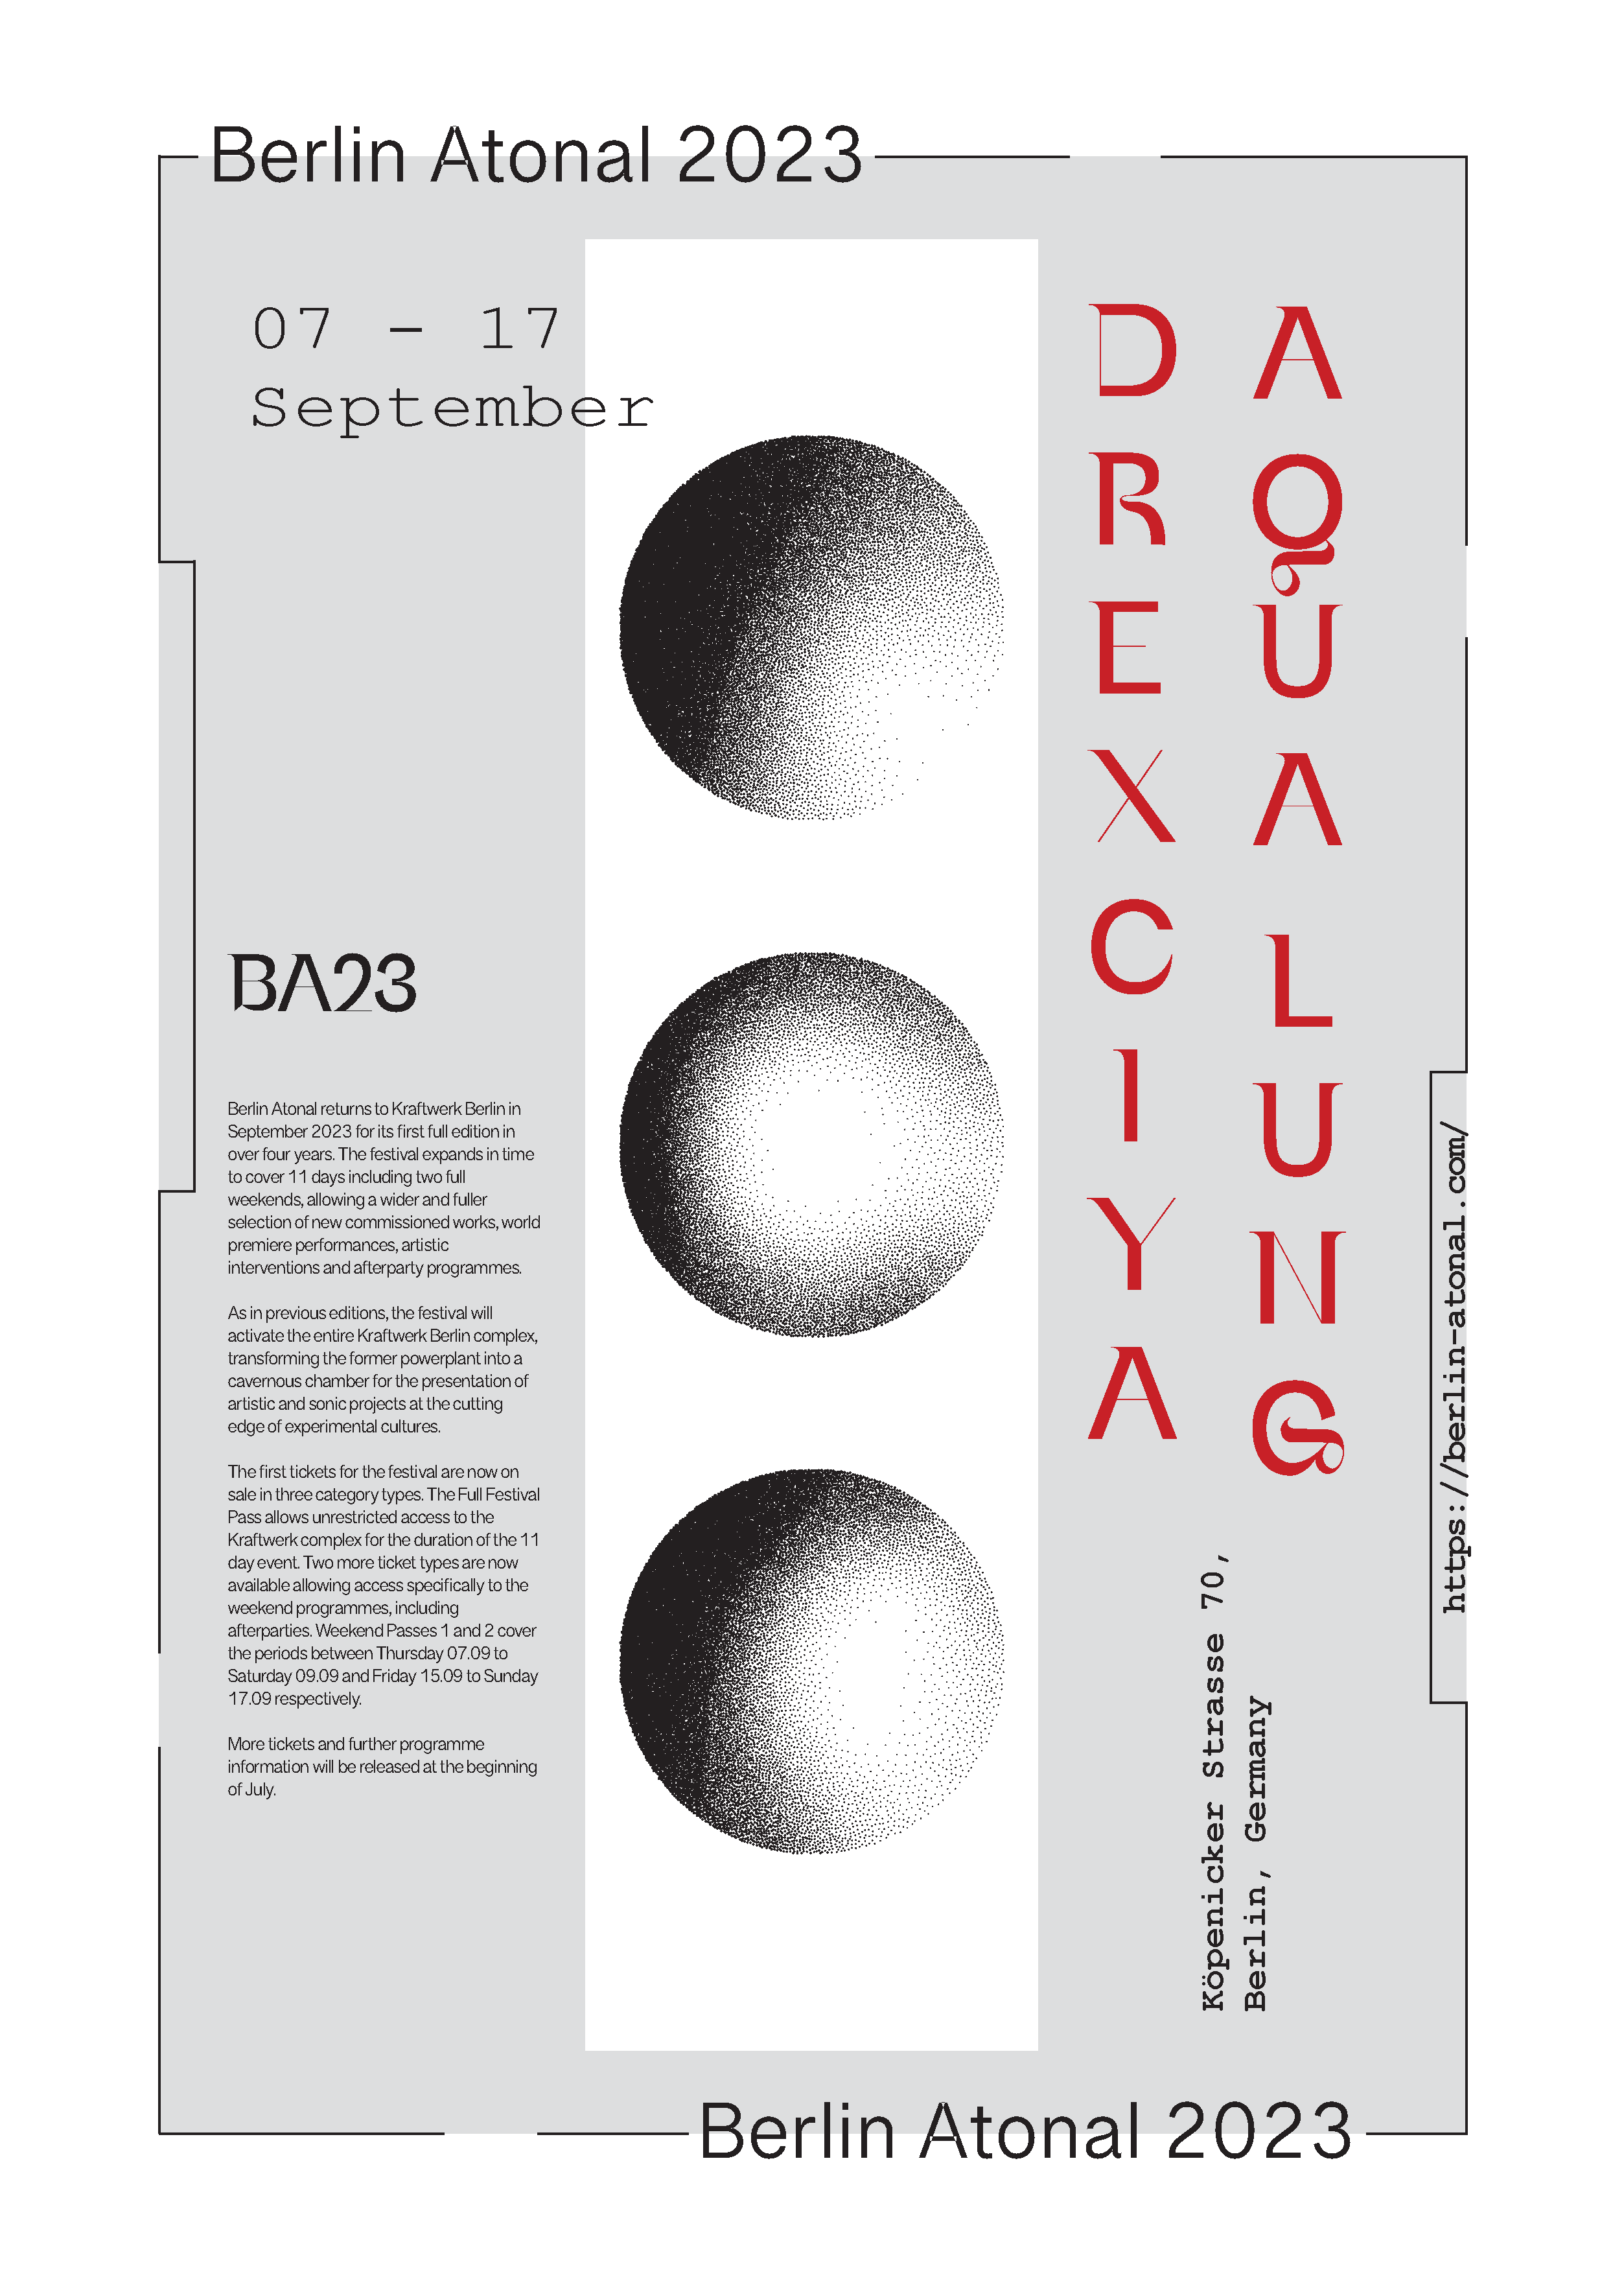 Berlin Atonal 2023
07 – 17
September
DREXCIYA
AQUA LUNG
BA23
Berlin Atonal returns to Kraftwerk Berlin in
September 2023 for its first full edition in
over four years. The festival expands in time
to cover 11 days including two full
weekends, allowing a wider and fuller
selection of new commissioned works, world
premiere performances, artistic
interventions and afterparty programmes.
As in previous editions, the festival will
activate the entire Kraftwerk Berlin complex,
transforming the former powerplant into a
cavernous chamber for the presentation of
artistic and sonic projects at the cutting
edge of experimental cultures.
The first tickets for the festival are now on
sale in three category types. The Full Festival
Pass allows unrestricted access to the
Kraftwerk complex for the duration of the 11
day event. Two more ticket types are now
available allowing access specifically to the
weekend programmes, including
afterparties. Weekend Passes 1 and 2 cover
the periods between Thursday 07.09 to
Saturday 09.09 and Friday 15.09 to Sunday
17.09 respectively.
More tickets and further programme
information will be released at the beginning
of July.
https://berlin-atonal.com/
Köpenicker Strasse 70,
Berlin, Germany
Berlin Atonal 2023